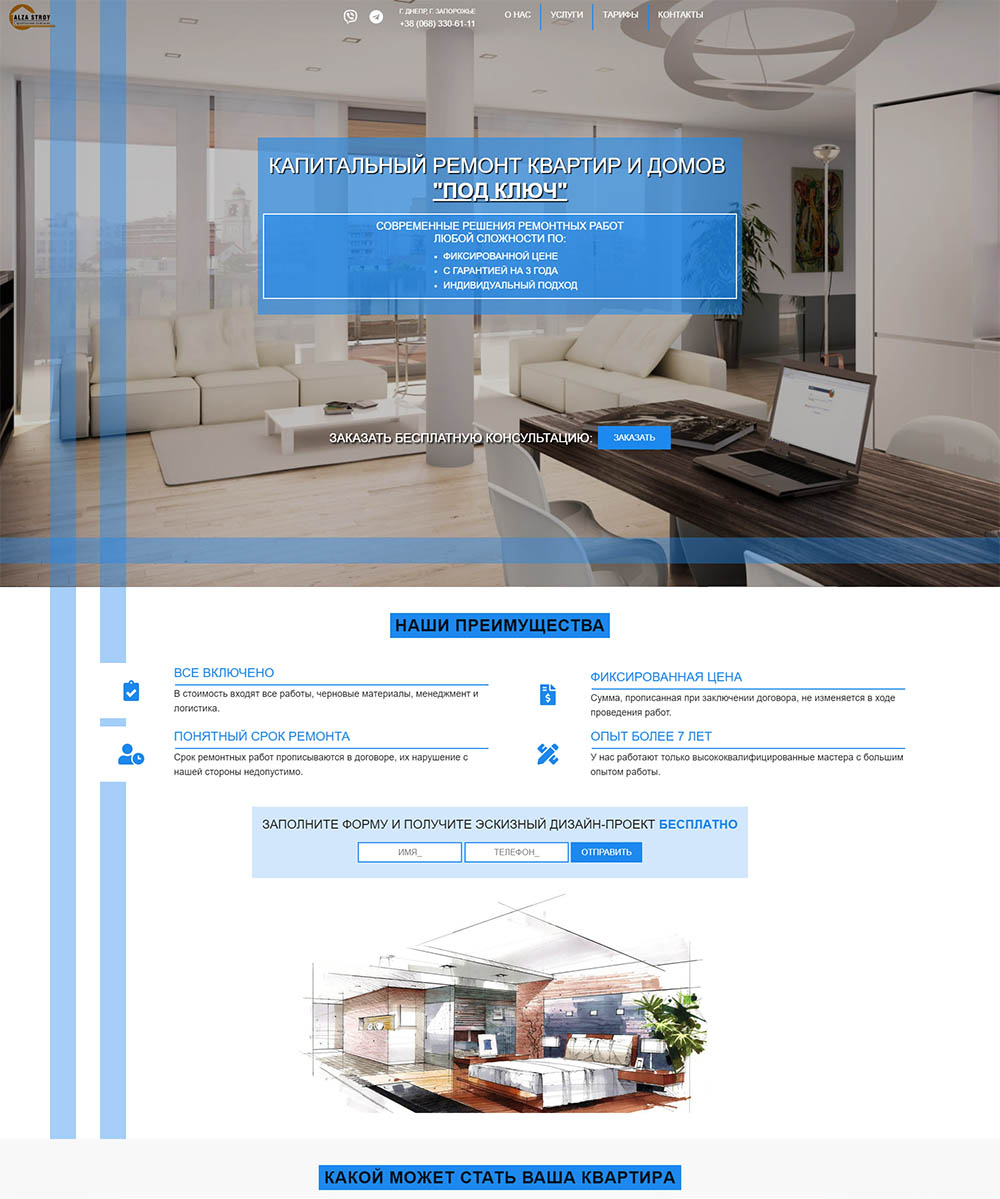 ALZA STROY
Г. ДНЕПР, Г. ЗАПОРОЖЬЕ
+38 (068) 330-61-11
О НАС
УСЛУГИ
ТАРИФЫ
КОНТАКТЫ
КАПИТАЛЬНЫЙ РЕМОНТ КВАРТИР И ДОМОВ
"ПОД КЛЮЧ"
СОВРЕМЕННЫЕ РЕШЕНИЯ РЕМОНТНЫХ РАБОТ
ЛЮБОЙ СЛОЖНОСТИ ПО:
• ФИКСИРОВАННОЙ ЦЕНЕ
• С ГАРАНТИЕЙ НА 3 ГОДА
• ИНДИВИДУАЛЬНЫЙ ПОДХОД
ЗАКАЗАТЬ БЕСПЛАТНУЮ КОНСУЛЬТАЦИЮ:
ЗАКАЗАТЬ
НАШИ ПРЕИМУЩЕСТВА
ВСЕ ВКЛЮЧЕНО
В стоимость входят все работы, черновые материалы, менеджмент и
логистика.
ФИКСИРОВАННАЯ ЦЕНА
Сумма, прописанная при заключении договора, не изменяется в ходе
проведения работ.
ПОНЯТНЫЙ СРОК РЕМОНТА
Срок ремонтных работ прописываются в договоре, их нарушение с
нашей стороны недопустимо.
ОПЫТ БОЛЕЕ 7 ЛЕТ
У нас работают только высококвалифицированные мастера с большим
опытом работы.
ЗАПОЛНИТЕ ФОРМУ И ПОЛУЧИТЕ ЭСКИЗНЫЙ ДИЗАЙН-ПРОЕКТ БЕСПЛАТНО
ИМЯ_
ТЕЛЕФОН_
ОТПРАВИТЬ
КАКОЙ МОЖЕТ СТАТЬ ВАША КВАРТИРА